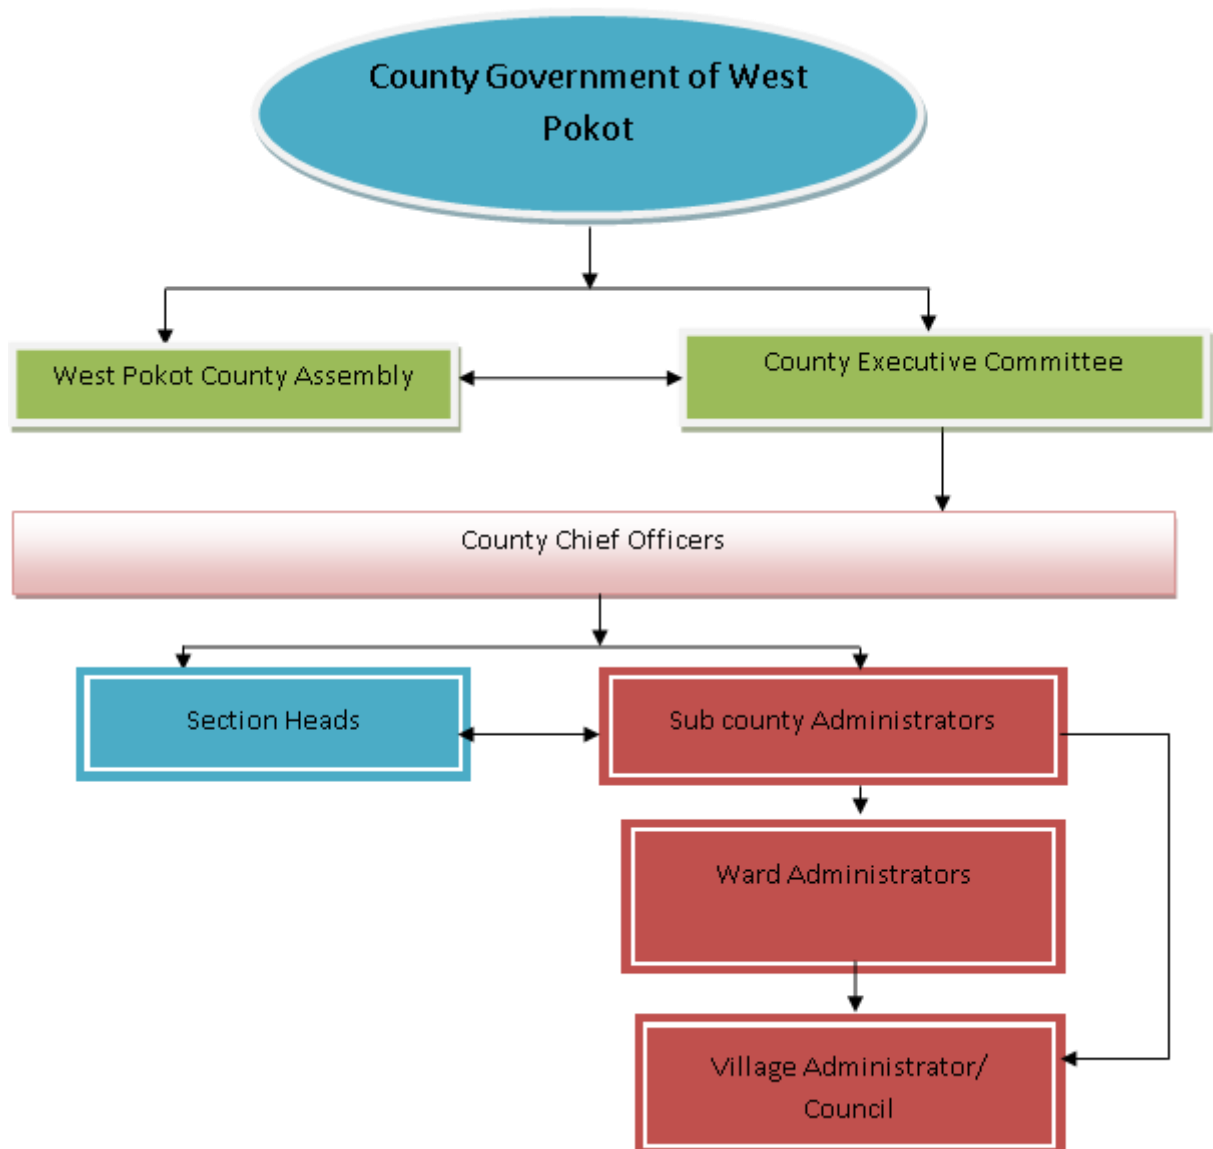 County Government of West
Pokot
West Pokot County Assembly
County Executive Committee
County Chief Officers
Section Heads
Sub county Administrators
Ward Administrators
Village Administrator/
Council